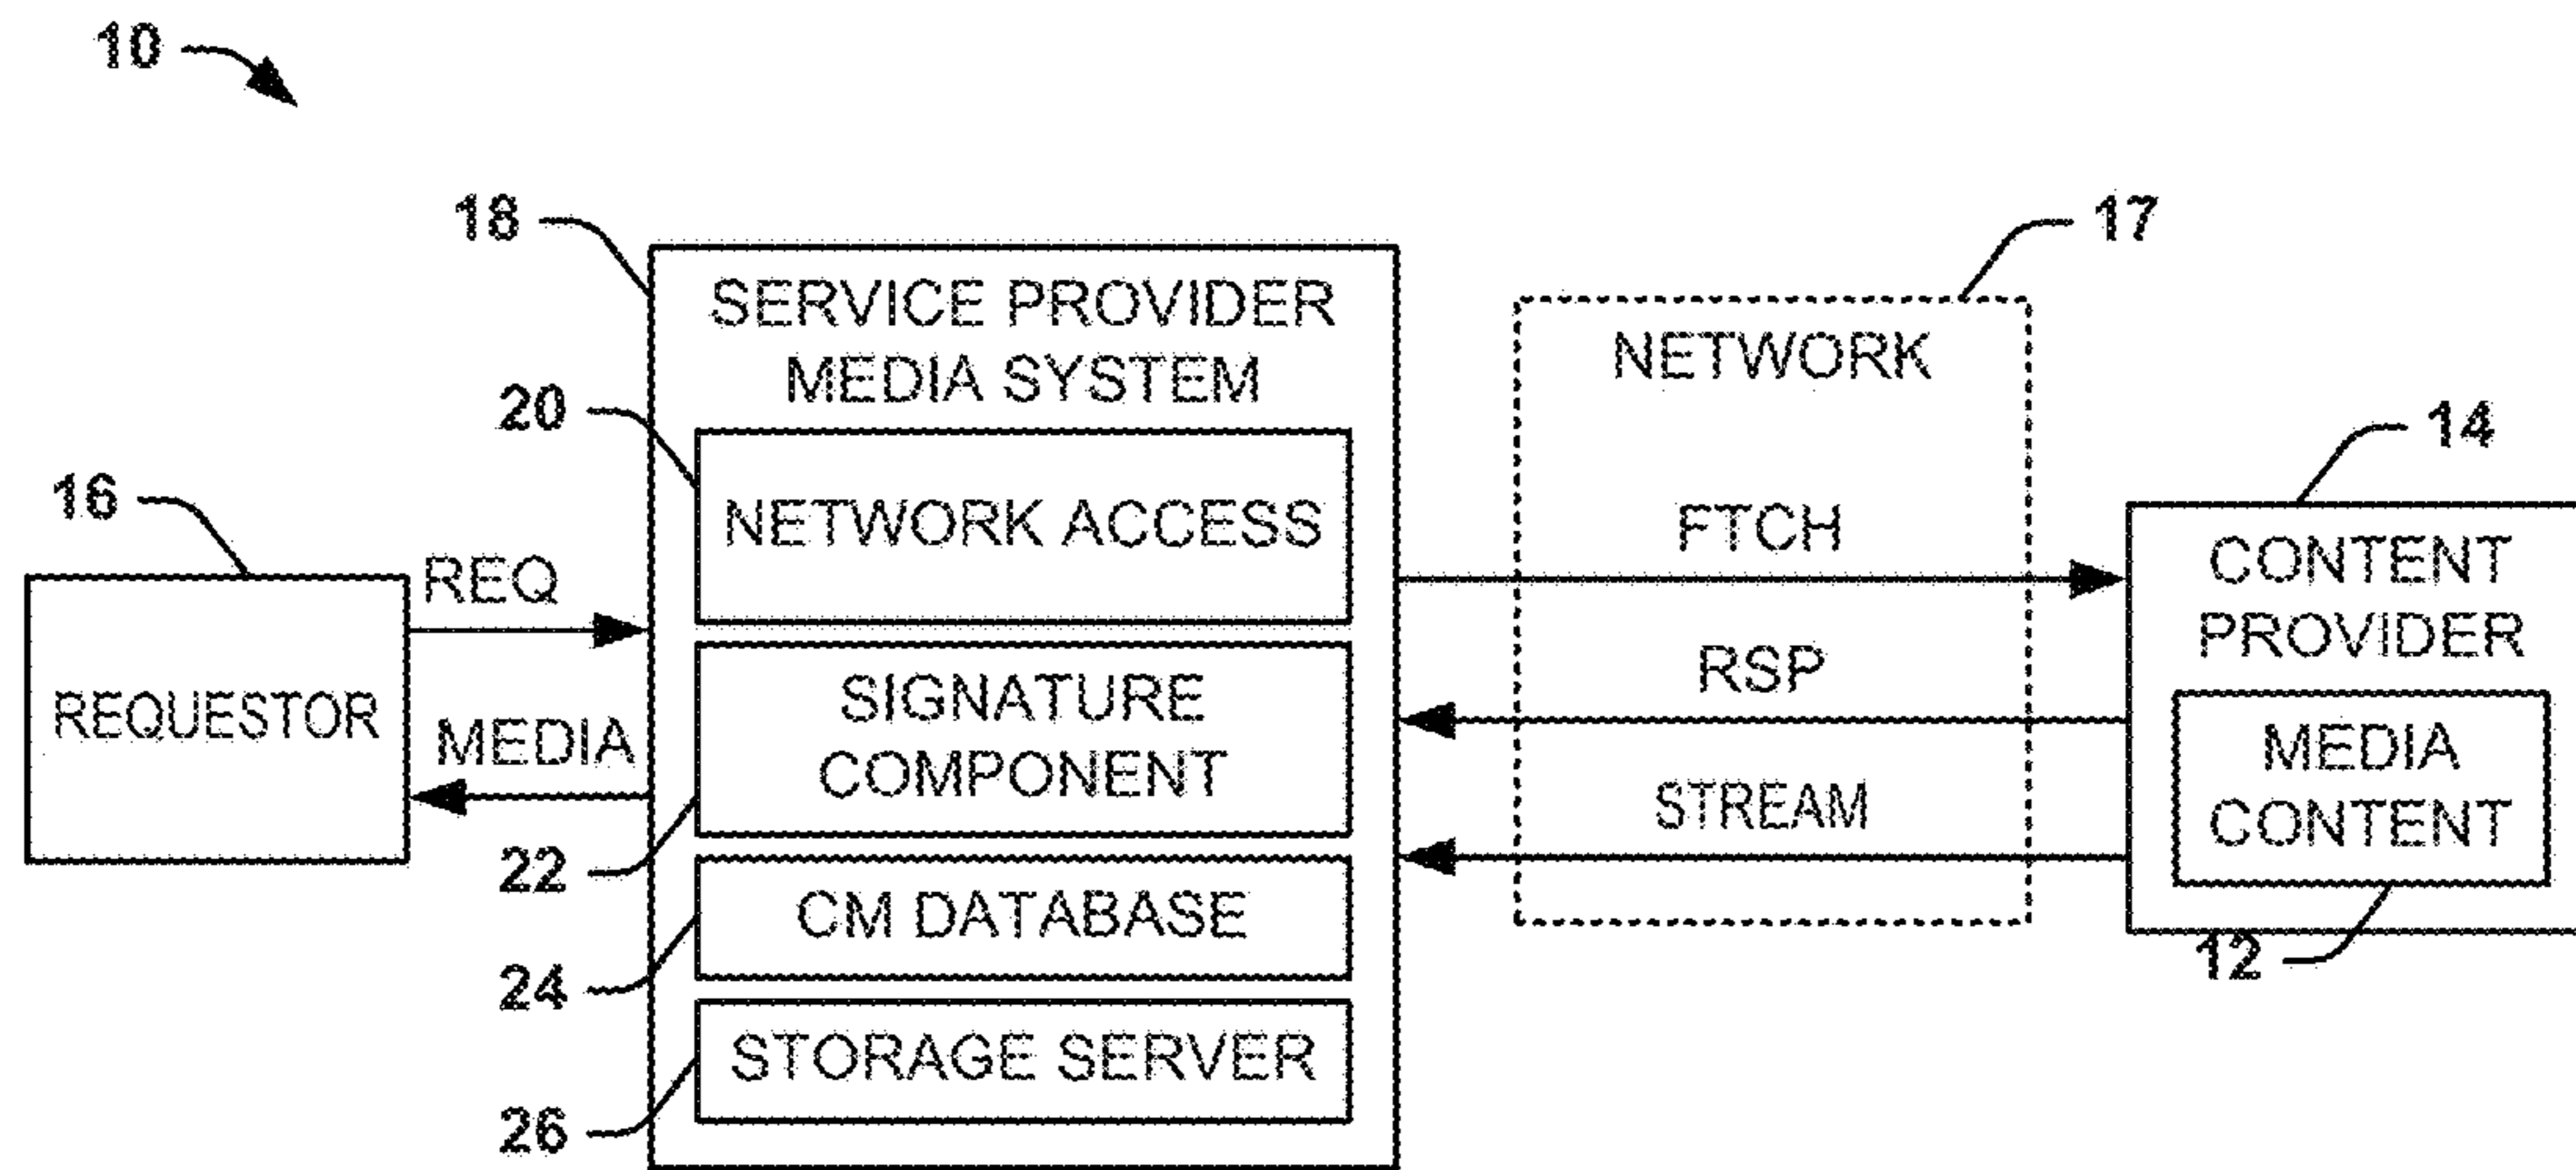 10
18
SERVICE PROVIDER
MEDIA SYSTEM
20
NETWORK ACCESS
SIGNATURE
COMPONENT
22
CM DATABASE
24
STORAGE SERVER
26
16
REQUESTOR
REQ
MEDIA
17
NETWORK
FTCH
RSP
STREAM
14
CONTENT
PROVIDER
MEDIA
CONTENT
12